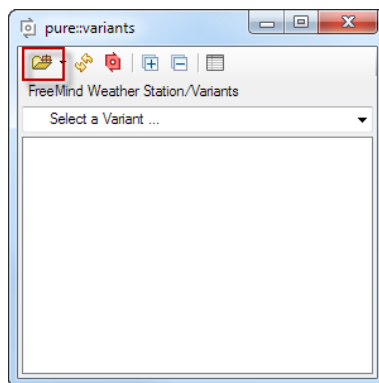 pure::variants
FreeMind Weather Station/Variants
Select a Variant ...